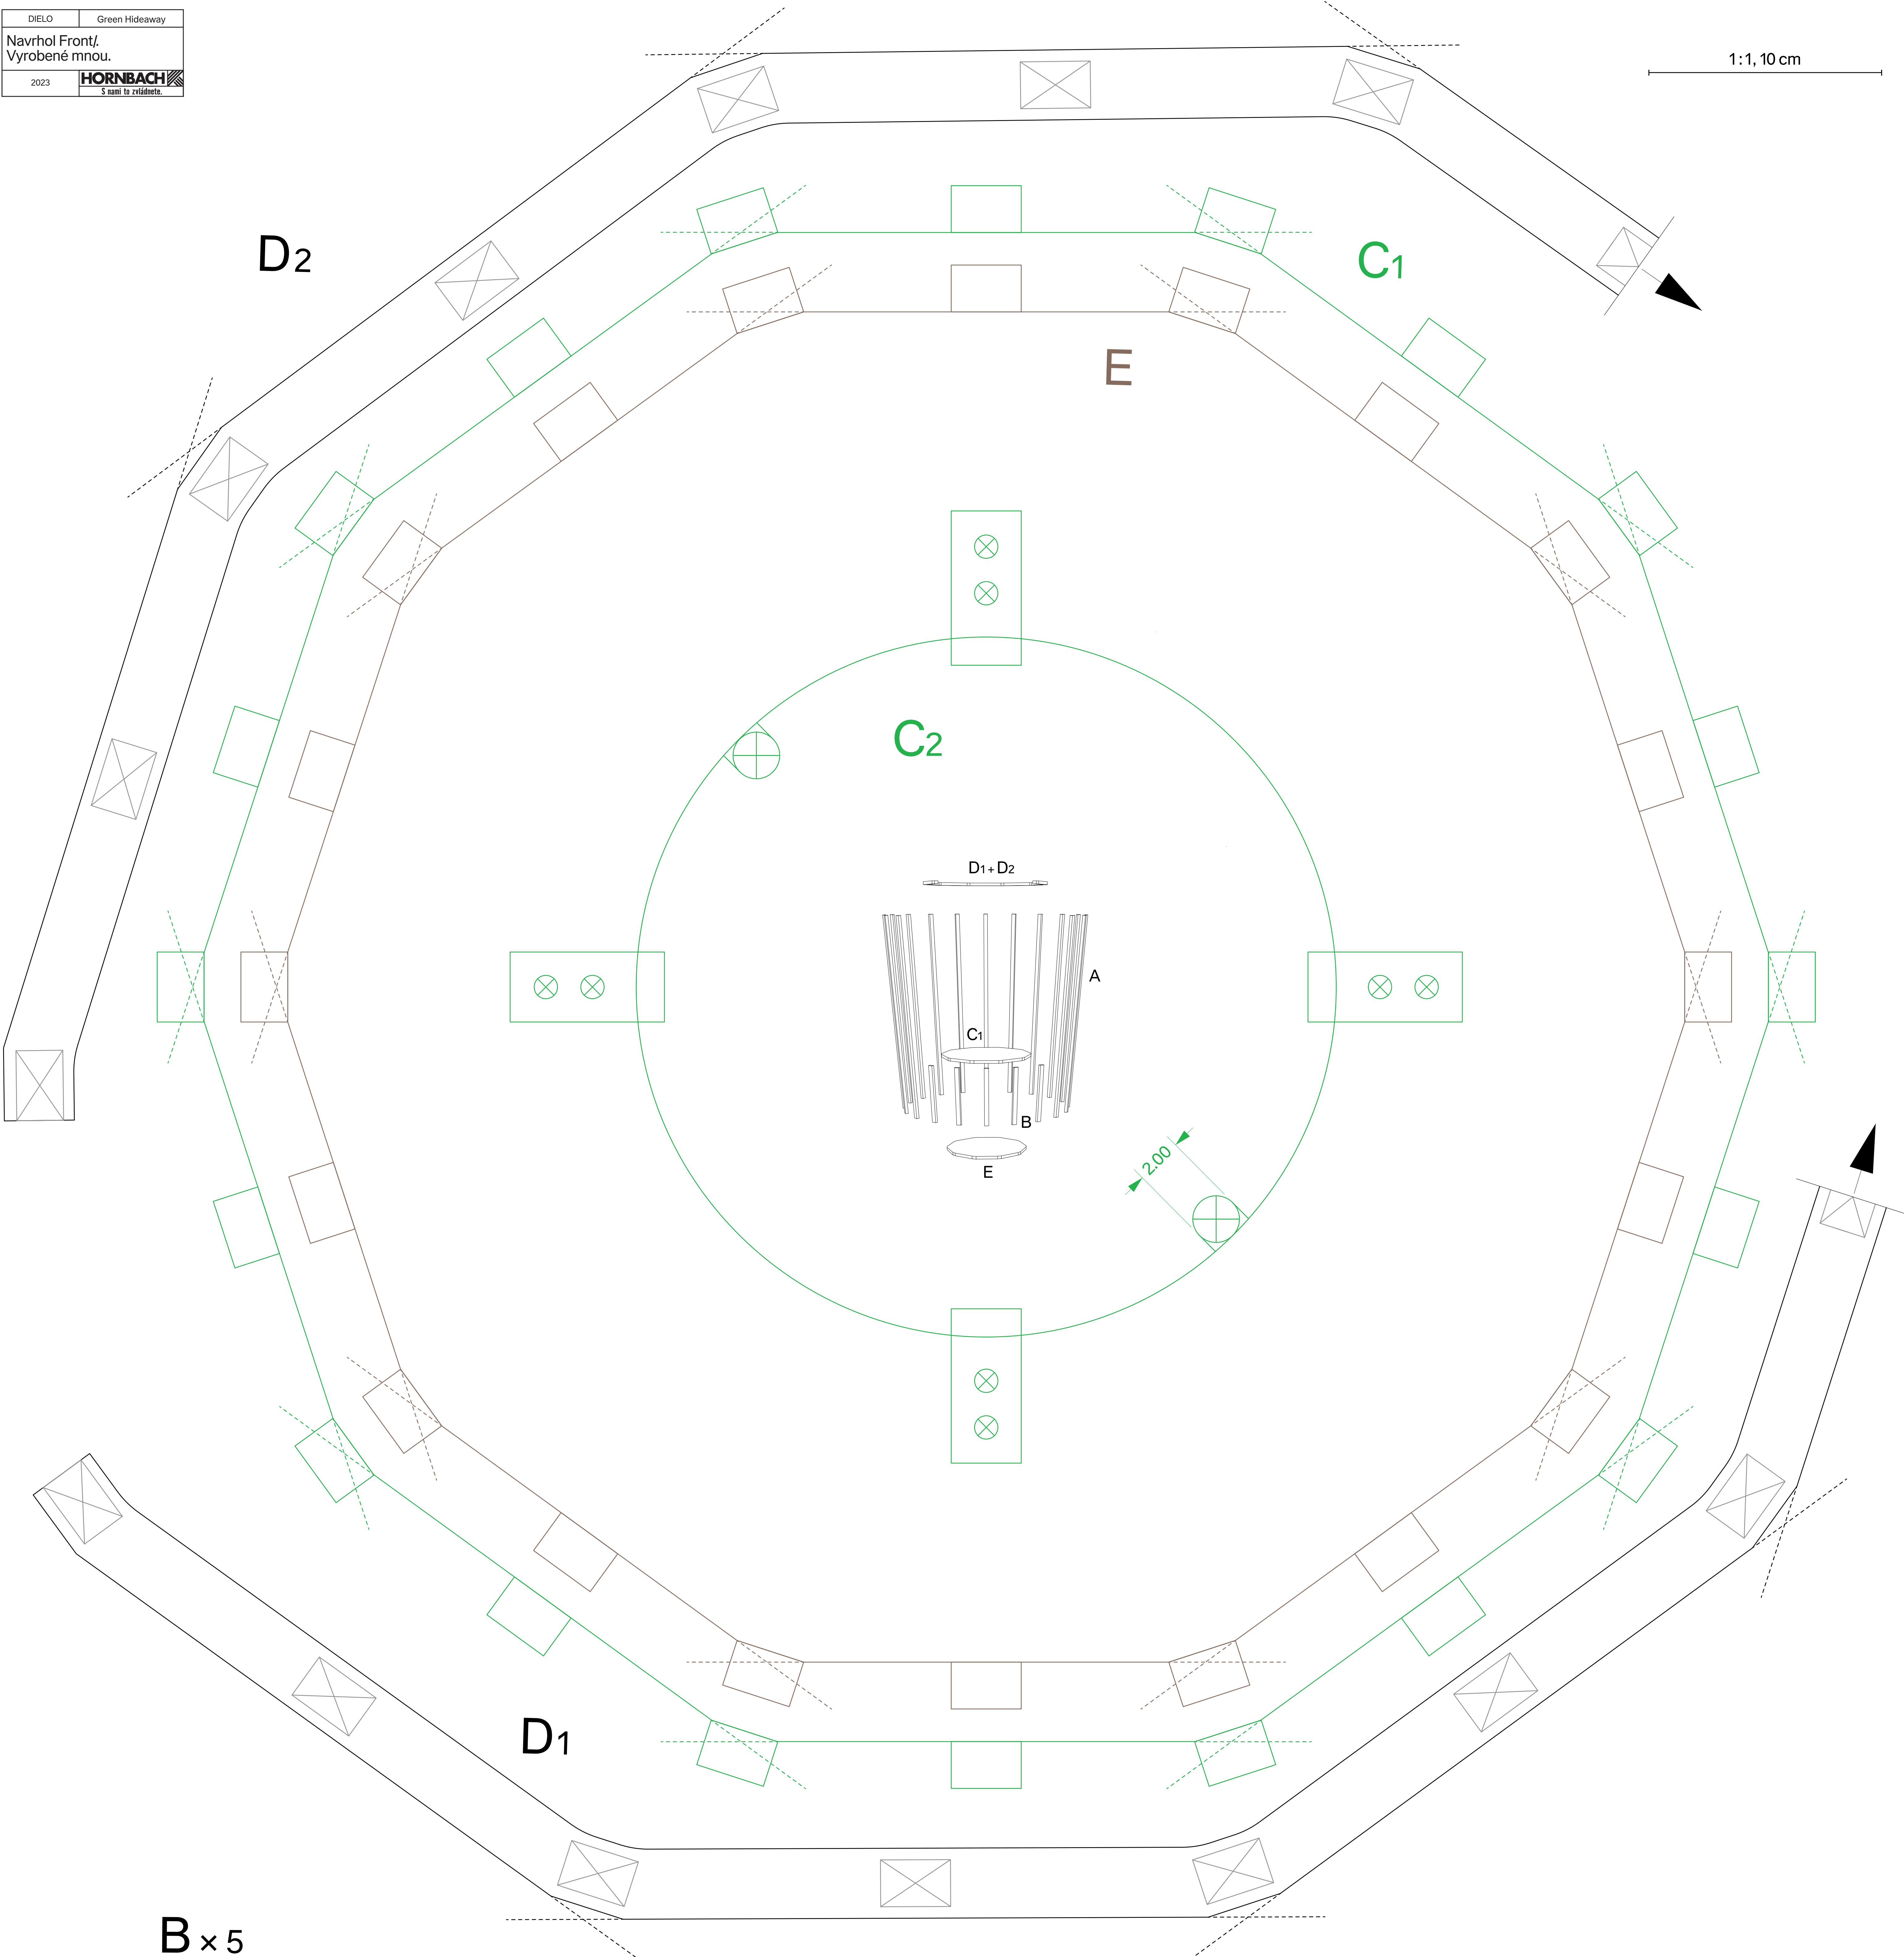 DIELO Green Hideaway
Navrhol Front/.
Vyrobené mnou.
2023 HORNBACH
S nami to zvládnete.
1:1, 10 cm
D2
C1
E
C2
D1 + D2
A
C1
B
E
2.00
D1
B × 5